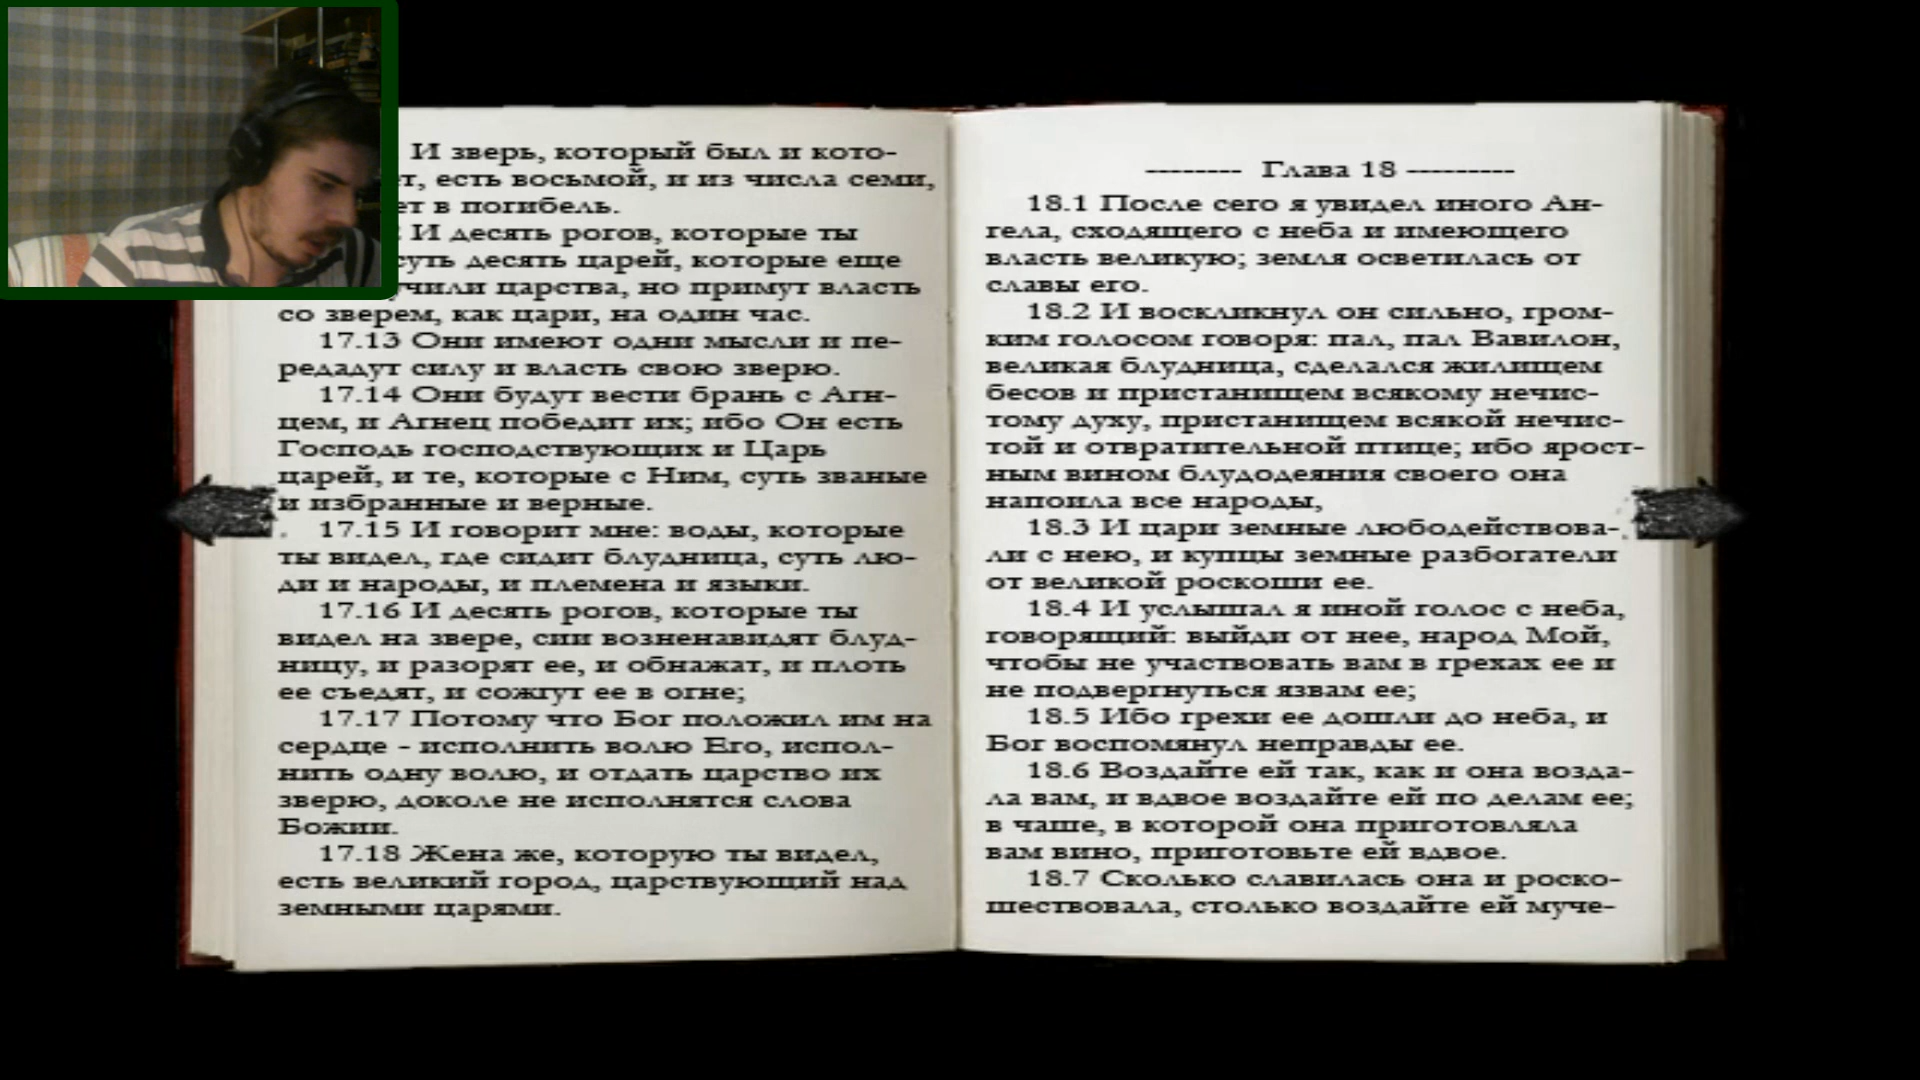 И зверь, который был и кото-
есть восьмой, и из числа семи,
в погибель.
И десять рогов, которые ты
суть десять царей, которые еще
царства, но примут власть
со зверем, как цари, на один час.
17.13 Они имеют одни мысли и пе-
редадут силу и власть свою зверю.
17.14 Они будут вести брань с Агн-
цем, и Агнец победит их; ибо Он есть
Господь господствующих и Царь
царей, и те, которые с Ним, суть званые
и избранные и верные.
17.15 И говорит мне: воды, которые
ты видел, где сидит блудница, суть лю-
ди и народы, и племена и языки.
17.16 И десять рогов, которые ты
видел на звере, сии возненавидят блуд-
ницу, и разорят ее, и обнажат, и плоть
ее съедят, и сожгут ее в огне;
17.17 Потому что Бог положил им на
сердце - исполнить волю Его, испол-
нить одну волю, и отдать царство их
зверю, доколе не исполнятся слова
Божии.
17.18 Жена же, которую ты видел,
есть великий город, царствующий над
земными царями.
-------- Глава 18 ---------
18.1 После сего я увидел иного Ан-
гела, сходящего с неба и имеющего
власть великую; земля осветилась от
славы его.
18.2 И воскликнул он сильно, гром-
ким голосом говоря: пал, пал Вавилон,
великая блудница, сделался жилищем
бесов и пристанищем всякому нечис-
тому духу, пристанищем всякой нечис-
той и отвратительной птице; ибо ярост-
ным вином блудодеяния своего она
напоила все народы,
18.3 И цари земные любодействова-
ли с нею, и купцы земные разбогатели
от великой роскоши ее.
18.4 И услышал я иной голос с неба,
говорящий: выйди от нее, народ Мой,
чтобы не участвовать вам в грехах ее и
не подвергнуться язвам ее;
18.5 Ибо грехи ее дошли до неба, и
Бог воспомянул неправды ее.
18.6 Воздайте ей так, как и она возда-
ла вам, и вдвое воздайте ей по делам ее;
в чаше, в которой она приготовляла
вам вино, приготовьте ей вдвое.
18.7 Сколько славилась она и роско-
шествовала, столько воздайте ей муче-